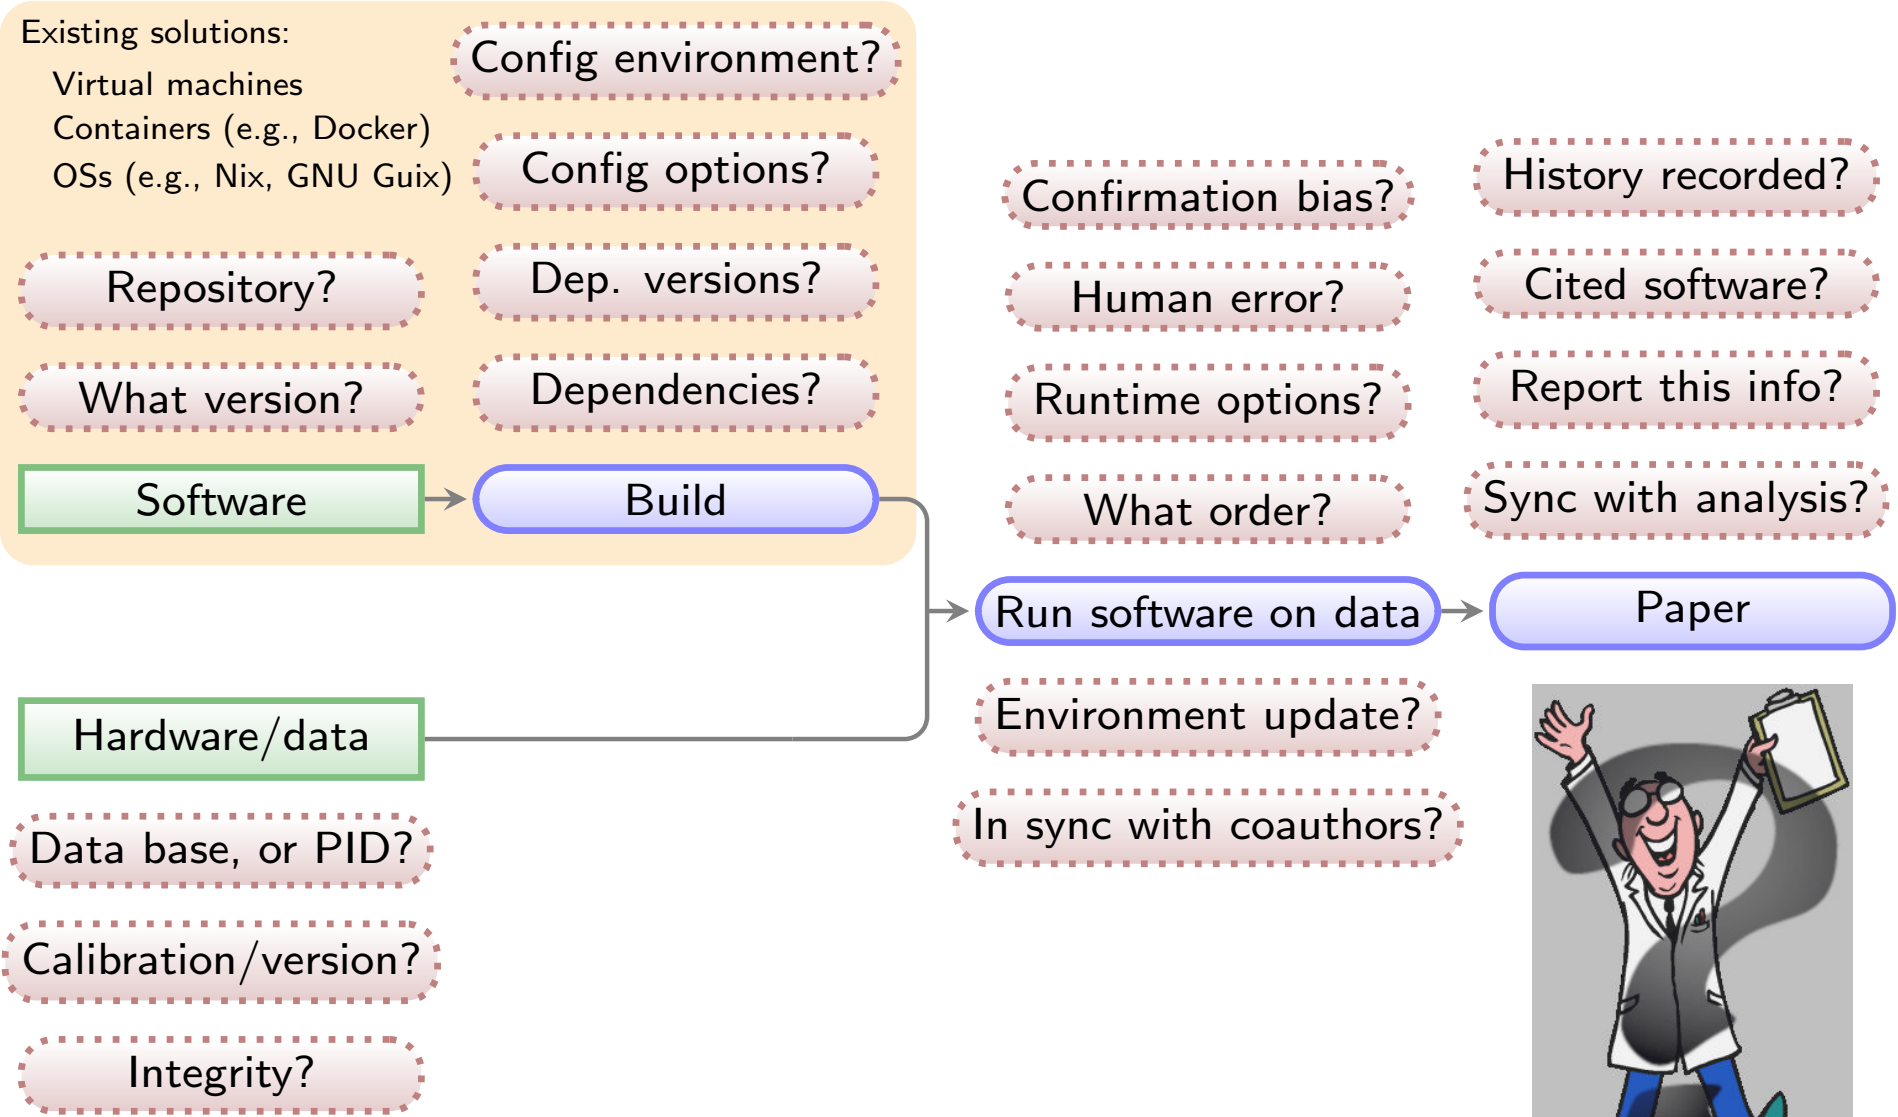 Existing solutions:
Virtual machines
Containers (e.g., Docker)
OSs (e.g., Nix, GNU Guix)
Repository?
What version?
Software
Config environment?
Config options?
Dep. versions?
Dependencies?
Build
Hardware/data
Data base, or PID?
Calibration/version?
Integrity?
Confirmation bias?
Human error?
Runtime options?
What order?
Run software on data
Environment update?
In sync with coauthors?
History recorded?
Cited software?
Report this info?
Sync with analysis?
Paper
?